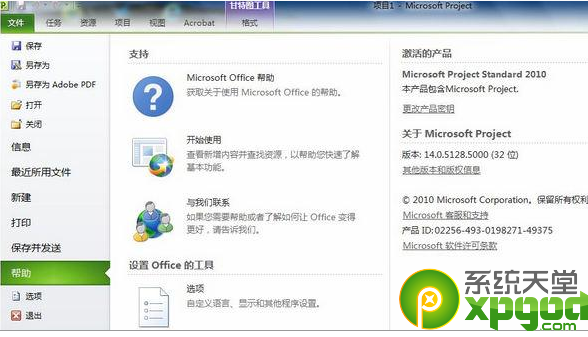 甘特图工具
项目1 - Microsoft Project
文件 任务 资源 项目 视图 Acrobat 格式
保存
另存为
另存为 Adobe PDF
打开
关闭
信息
最近所用文件
新建
打印
保存并发送
帮助
选项
退出
支持
Microsoft Office 帮助
获取关于使用 Microsoft Office 的帮助。
开始使用
查看新增内容并查找资源，以帮助您快速了解
基本功能。
与我们联系
如果您需要帮助或者了解如何让 Office 变得
更好，请告诉我们。
设置 Office 的工具
选项
自定义语言、显示和其他程序设置。
激活的产品
Microsoft Project Standard 2010
本产品包含Microsoft Project.
更改产品密钥
关于 Microsoft Project
版本: 14.0.5128.5000 (32 位)
其他版本和版权信息
© 2010 Microsoft Corporation。保留所有权利
Microsoft 客服和支持
产品 ID:02256-493-0198271-49375
Microsoft 软件许可条款
系统天堂
xpgod